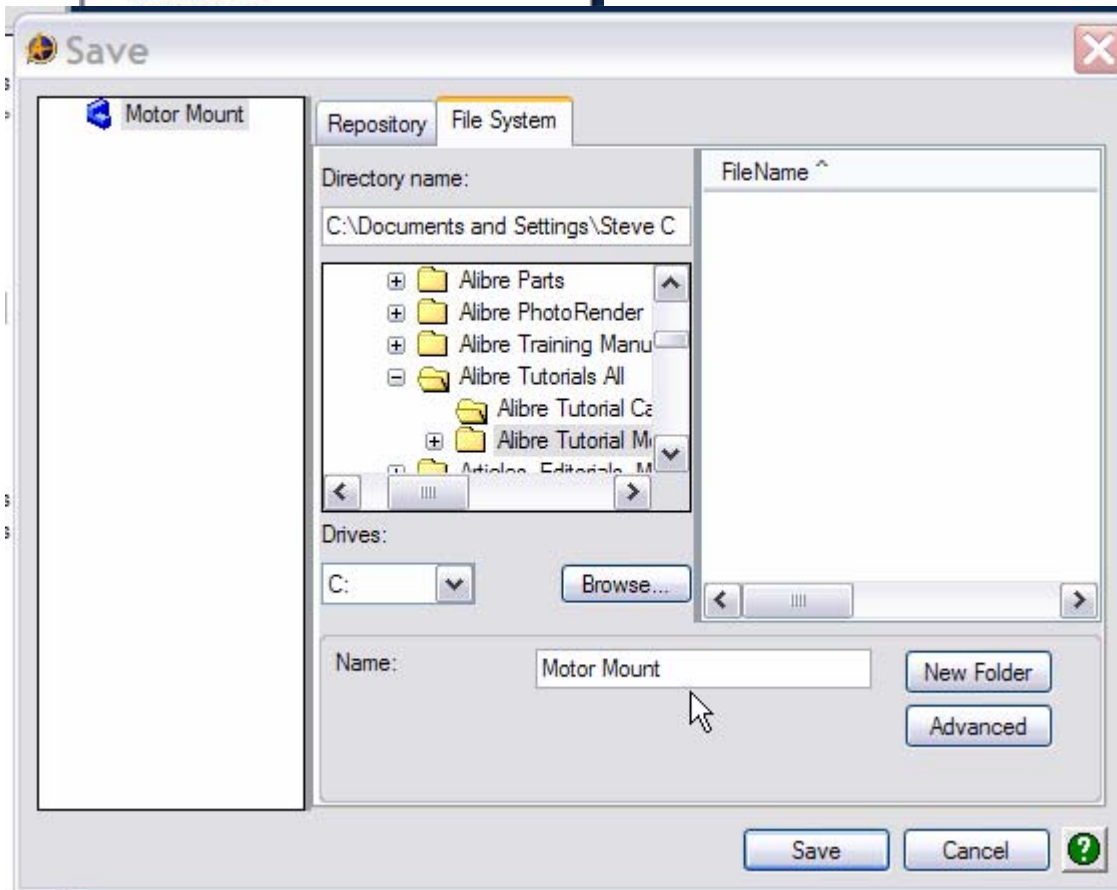 Save
Motor Mount
Repository
File System
Directory name:
C:\Documents and Settings\Steve C
Alibre Parts
Alibre PhotoRender
Alibre Training Manu
Alibre Tutorials All
Alibre Tutorial Ca
Alibre Tutorial M
Articles, Editorials, M
Drives:
C:
Browse...
FileName ^
Name:
Motor Mount
New Folder
Advanced
Save
Cancel
?